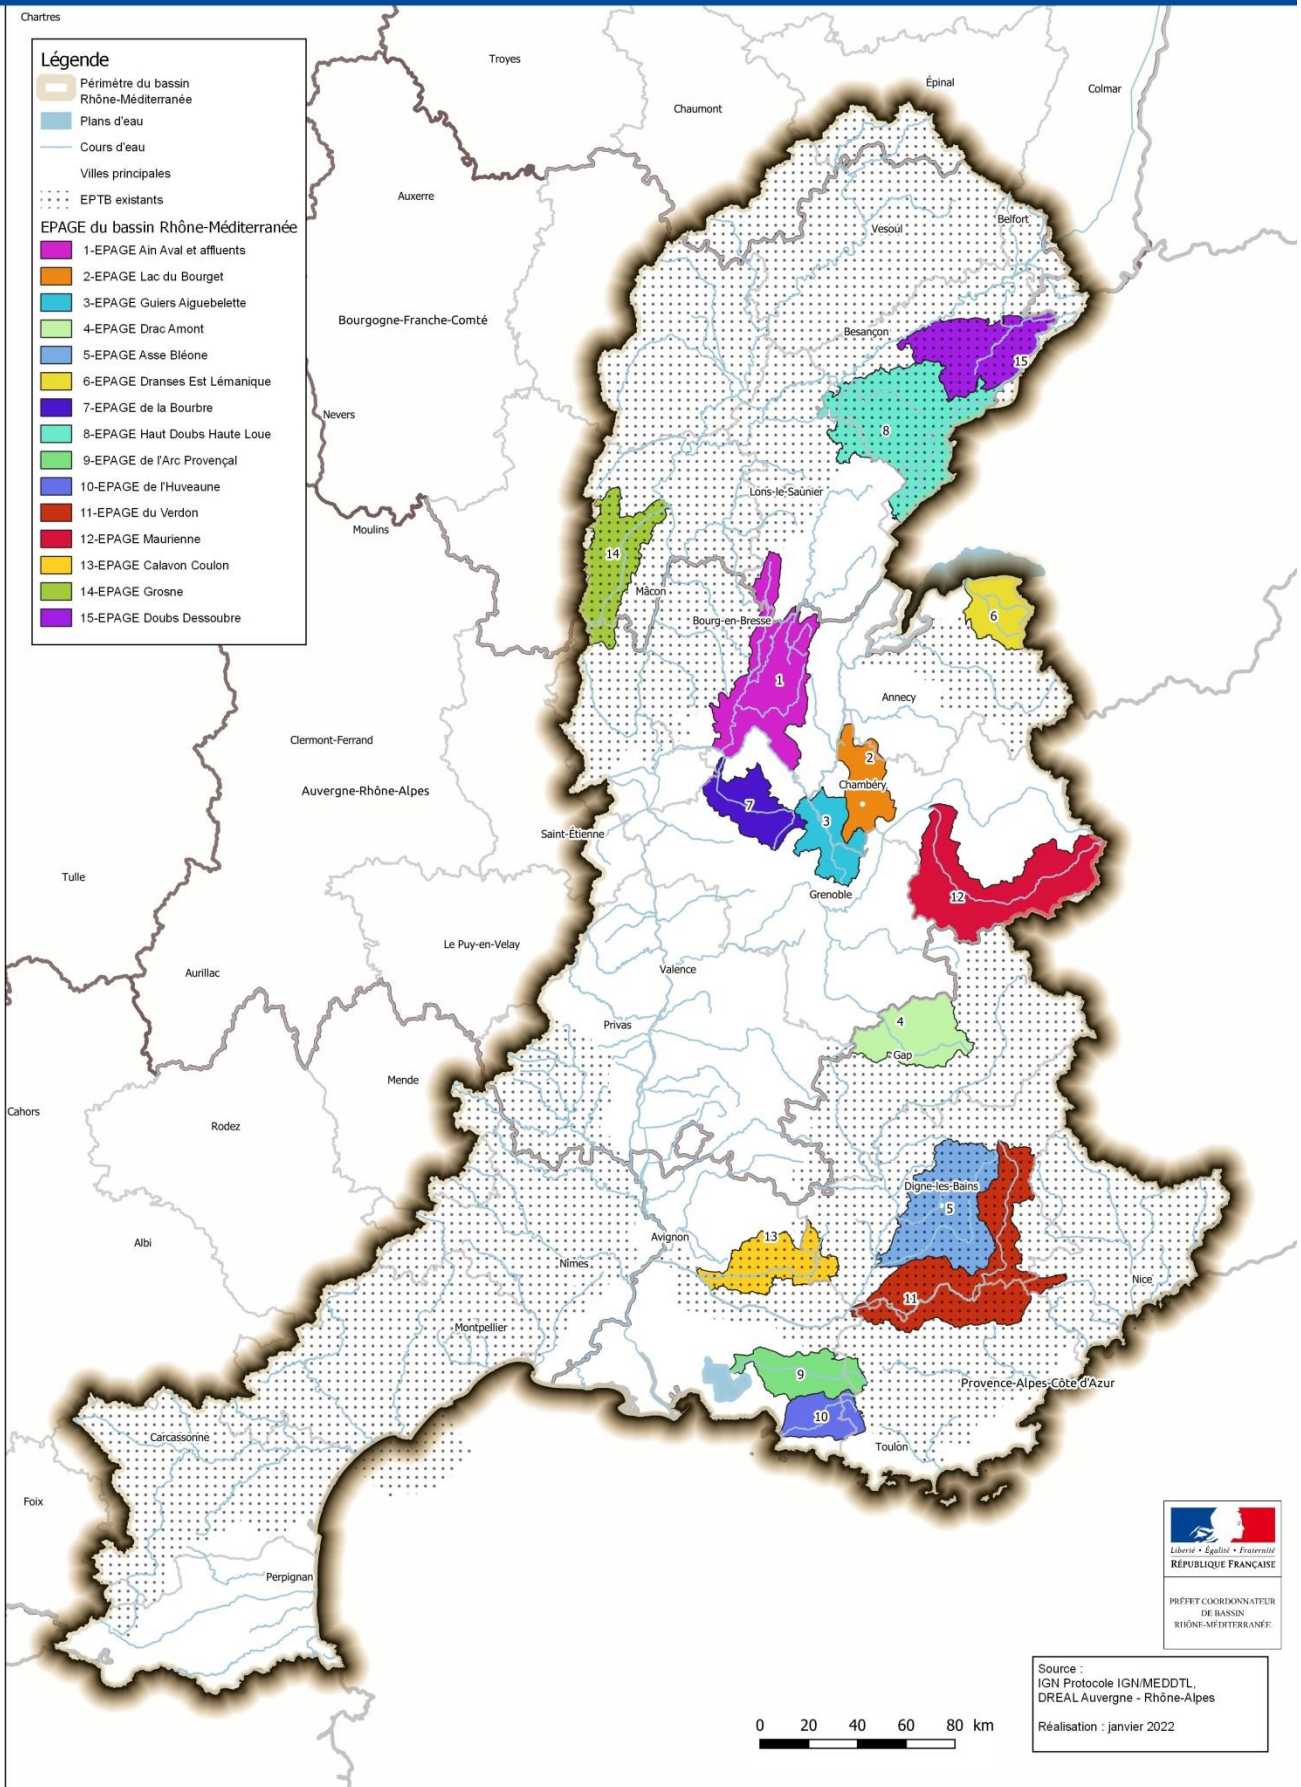 Chartres
Légende
Périmètre du bassin
Rhône-Méditerranée
Plans d'eau
Cours d'eau
Villes principales
EPTB existants
EPAGE du bassin Rhône-Méditerranée
1-EPAGE Ain Aval et affluents
2-EPAGE Lac du Bourget
3-EPAGE Guiers Aiguebelette
4-EPAGE Drac Amont
5-EPAGE Asse Bléone
6-EPAGE Dranses Est Lémanique
7-EPAGE de la Bourbre
8-EPAGE Haut Doubs Haute Loue
9-EPAGE de l'Arc Provençal
10-EPAGE de l'Huveaune
11-EPAGE du Verdon
12-EPAGE Maurienne
13-EPAGE Calavon Coulon
14-EPAGE Grosne
15-EPAGE Doubs Dessoubre
Troyes
Épinal
Colmar
Chaumont
Auxerre
Belfort
Vesoul
Bourgogne-Franche-Comté
Besançon
15
Nevers
8
Lons-le-Saunier
Moulins
14
Mâcon
Bourg-en-Bresse
6
1
Annecy
Clermont-Ferrand
2
Auvergne-Rhône-Alpes
Chambéry
7
3
Saint-Étienne
Tulle
Grenoble
12
Le Puy-en-Velay
Aurillac
Valence
Privas
4
Gap
Mende
Cahors
Rodez
Digne-les-Bains
5
Albi
Avignon
13
Nîmes
Nice
11
Montpellier
9
Provence-Alpes-Côte d'Azur
10
Carcassonne
Toulon
Foix
Perpignan
Liberté • Égalité • Fraternité
RÉPUBLIQUE FRANÇAISE
PRÉFET COORDONNATEUR
DE BASSIN
RHÔNE-MÉDITERRANÉE
Source :
IGN Protocole IGN/MEDDTL,
DREAL Auvergne - Rhône-Alpes
Réalisation : janvier 2022
0 20 40 60 80 km